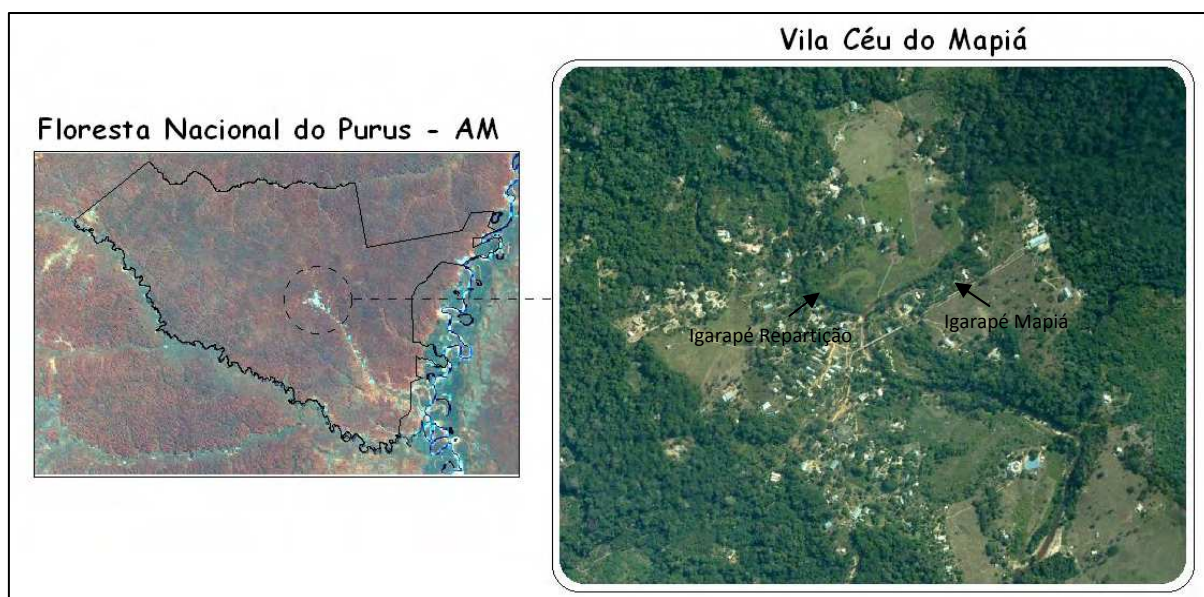 Vila Céu do Mapiá
Floresta Nacional do Purus - AM
Igarapé Repartição
Igarapé Mapiá